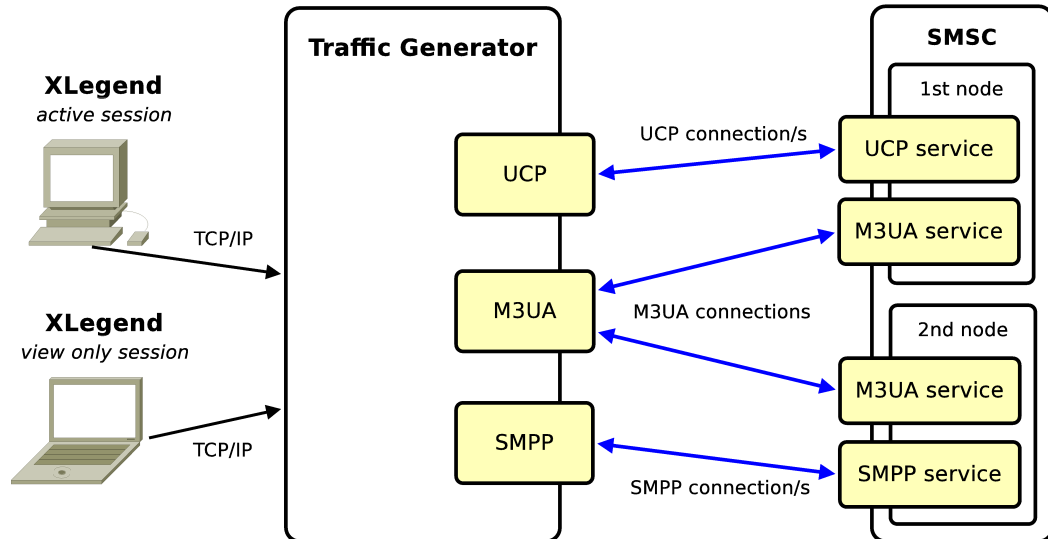 XLegend
active session
TCP/IP
XLegend
view only session
TCP/IP
Traffic Generator
UCP
M3UA
SMPP
UCP connection/s
M3UA connections
SMPP connection/s
SMSC
1st node
UCP service
M3UA service
2nd node
M3UA service
SMPP service